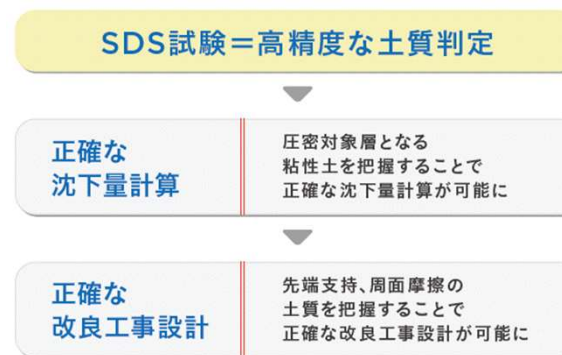 SDS試験＝高精度な土質判定
正確な
沈下量計算
圧密対象層となる
粘性土を把握することで
正確な沈下量計算が可能に
正確な
改良工事設計
先端支持、周面摩擦の
土質を把握することで
正確な改良工事設計が可能に